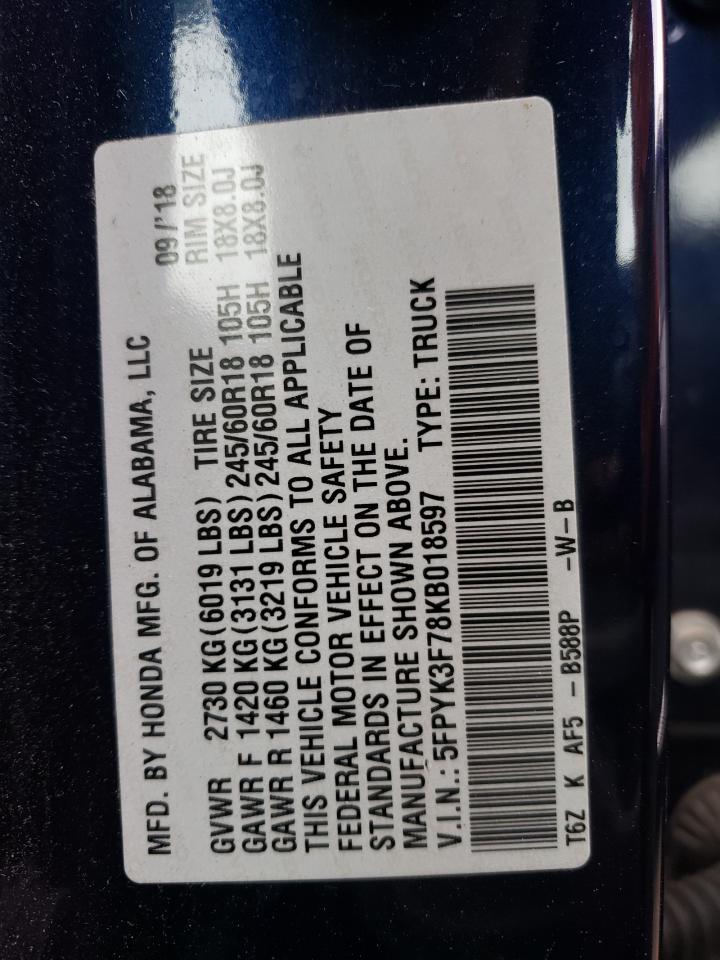 MFD. BY HONDA MFG. OF ALABAMA, LLC 09/'18
GVWR 2730 KG(6019 LBS) TIRE SIZE RIM SIZE
GAWR F 1420 KG(3131 LBS) 245/60R18 105H 18X8.0J
GAWR R 1460 KG(3219 LBS) 245/60R18 105H 18X8.0J
THIS VEHICLE CONFORMS TO ALL APPLICABLE
FEDERAL MOTOR VEHICLE SAFETY
STANDARDS IN EFFECT ON THE DATE OF
MANUFACTURE SHOWN ABOVE.
V.I.N.: 5FPYK3F78KB018597 TYPE: TRUCK
T6Z K AF5 - B588P -W-B